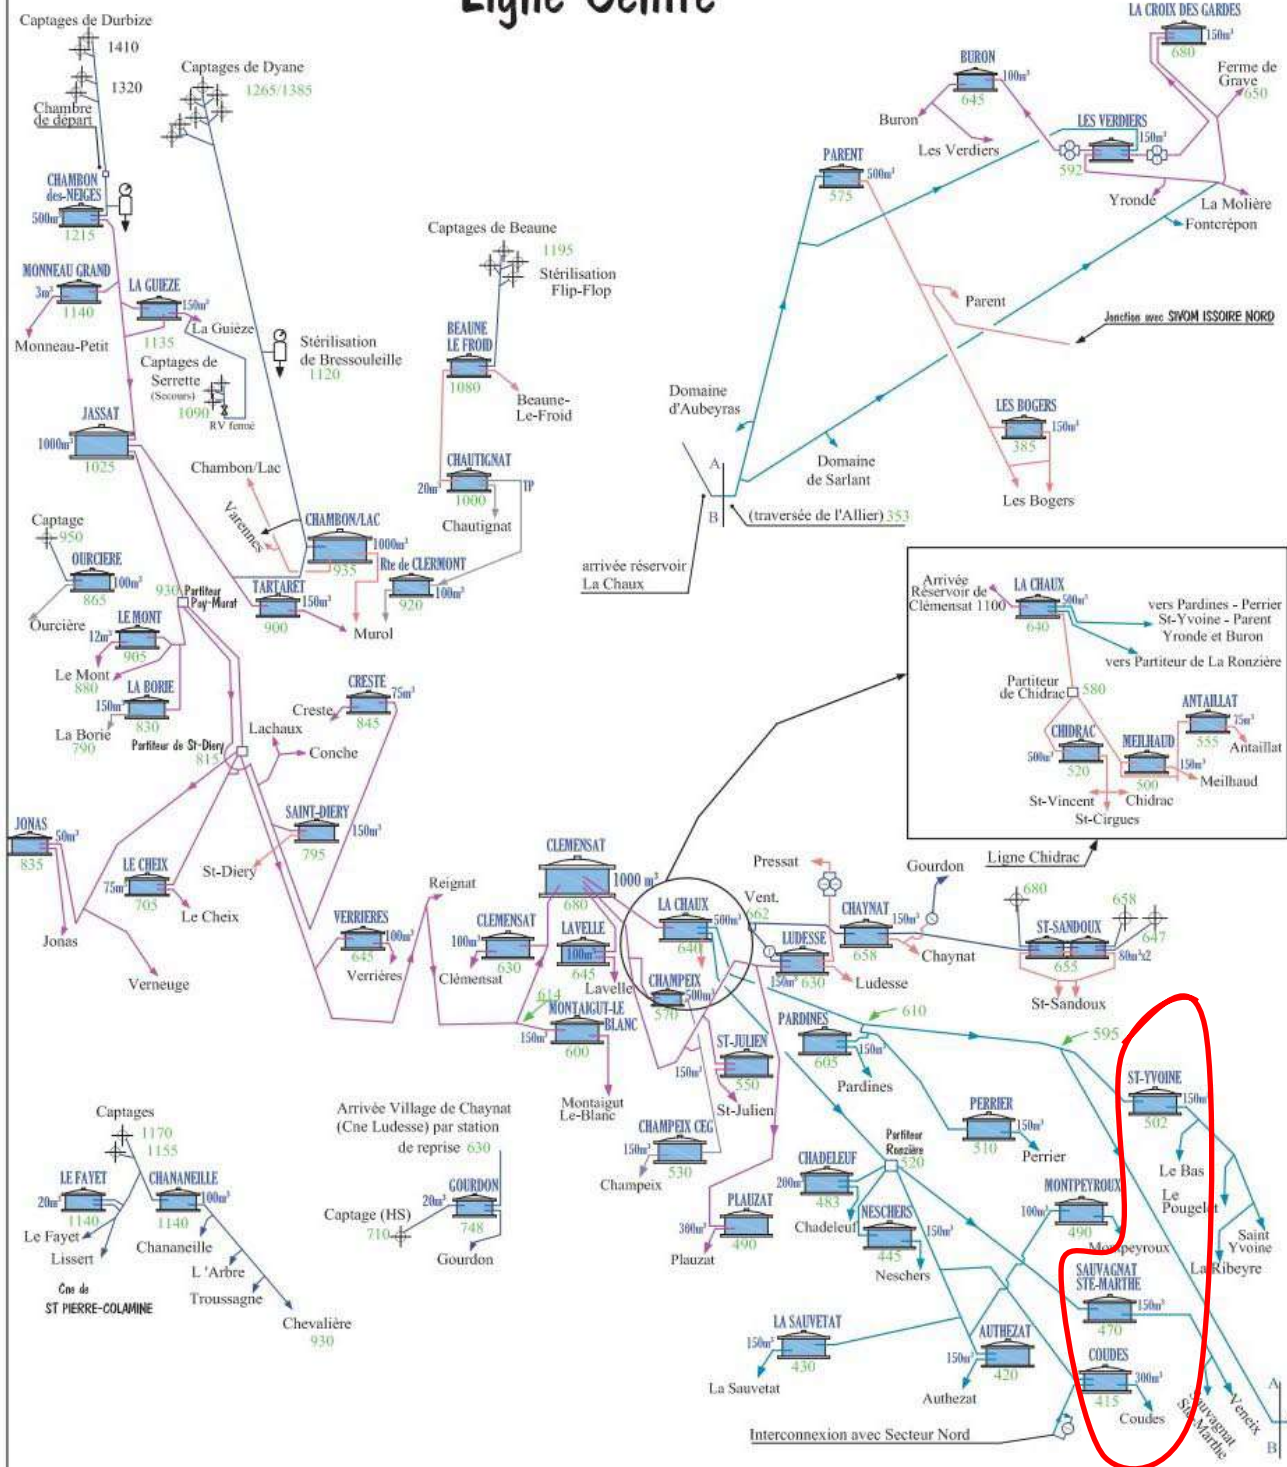 Ligne Centre
Captages de Durbize
1410
1320
Chambre
de départ
CHAMBON
des-NEIGES
500m³
1215
Captages de Dyane
1265/1385
MONNEAU GRAND
3m³
1140
Monneau-Petit
LA GUIEZE
150m³
1135
La Guièze
Captages de
Serrette
(Secours)
1090
RV fermé
Stérilisation
de Bressouleille
1120
JASSAT
1000m³
1025
Captages de Beaune
1195
Stérilisation
Flip-Flop
BEAUNE
LE FROID
1080
Beaune-
Le-Froid
CHAUTIGNAT
20m³
1000
TP
Chautignat
Chambon/Lac
Varennes
CHAMBON/LAC
1000m³
935
Rte de CLERMONT
100m³
920
TARTARET
150m³
900
Murol
Captage
950
OURCIERE
100m³
865
Ourcière
930
Partiteur
Puy-Murat
LE MONT
12m³
905
Le Mont
880
LA BORIE
150m³
830
La Borie
790
Partiteur de St-Diery
815
Lachaux
Conche
CRESTE
75m³
845
Creste
SAINT-DIERY
150m³
795
St-Diery
JONAS
50m³
835
Jonas
LE CHEIX
75m³
705
Le Cheix
Verneuge
VERRIERES
100m³
645
Verrières
Reignat
CLEMENSAT
1000 m³
680
CLEMENSAT
100m³
630
Clémensat
LAVELLE
100m³
645
Lavelle
614
MONTAIGUT-LE
BLANC
150m³
600
Montaigut
Le-Blanc
LA CHAUX
500m³
640
CHAMPEIX
500m³
570
ST-JULIEN
150m³
550
St-Julien
CHAMPEIX CEG
150m³
530
Champeix
PLAUZAT
300m³
490
Plauzat
Vent.
662
LUDESSE
150m³
630
Ludesse
Pressat
CHAYNAT
150m³
658
Chaynat
Gourdon
680
658
647
ST-SANDOUX
655
80m³x2
St-Sandoux
610
595
PARDINES
150m³
605
Pardines
PERRIER
150m³
510
Perrier
ST-YVOINE
150m³
502
Le Bas
Le
Pougelet
Saint
Yvoine
La Ribeyre
Partiteur
Ronzière
520
CHADELEUF
200m³
483
Chadeleuf
NESCHERS
150m³
445
Neschers
MONTPEYROUX
100m³
490
Montpeyroux
SAUVAGNAT
STE-MARTHE
150m³
470
LA SAUVETAT
150m³
430
La Sauvetat
AUTHEZAT
150m³
420
Authezat
COUDES
300m³
415
Coudes
Sauvagnat
Ste-Marthe
Veneix
A
B
Interconnexion avec Secteur Nord
Captages
1170
1155
LE FAYET
20m³
1140
Le Fayet
Lissert
CHANANEILLE
100m³
1140
Chananeille
L 'Arbre
Troussagne
Chevalière
930
Cne de
ST PIERRE-COLAMINE
Arrivée Village de Chaynat
(Cne Ludesse) par station
de reprise 630
GOURDON
20m³
748
Captage (HS)
710
Gourdon
LA CROIX DES GARDES
150m³
680
Ferme de
Grave
650
BURON
100m³
645
Buron
Les Verdiers
LES VERDIERS
150m³
592
Yronde
La Molière
Fontcrépon
PARENT
500m³
575
Parent
Jonction avec SIVOM ISSOIRE NORD
LES BOGERS
150m³
385
Les Bogers
Domaine
d'Aubeyras
Domaine
de Sarlant
A
B
(traversée de l'Allier) 353
arrivée réservoir
La Chaux
Arrivée
Réservoir de
Clémensat 1100
LA CHAUX
500m³
640
vers Pardines - Perrier
St-Yvoine - Parent
Yronde et Buron
vers Partiteur de La Ronzière
Partiteur
de Chidrac
580
CHIDRAC
500m³
520
MEILHAUD
150m³
500
Meilhaud
ANTAILLAT
75m³
555
Antaillat
St-Vincent
Chidrac
St-Cirgues
Ligne Chidrac